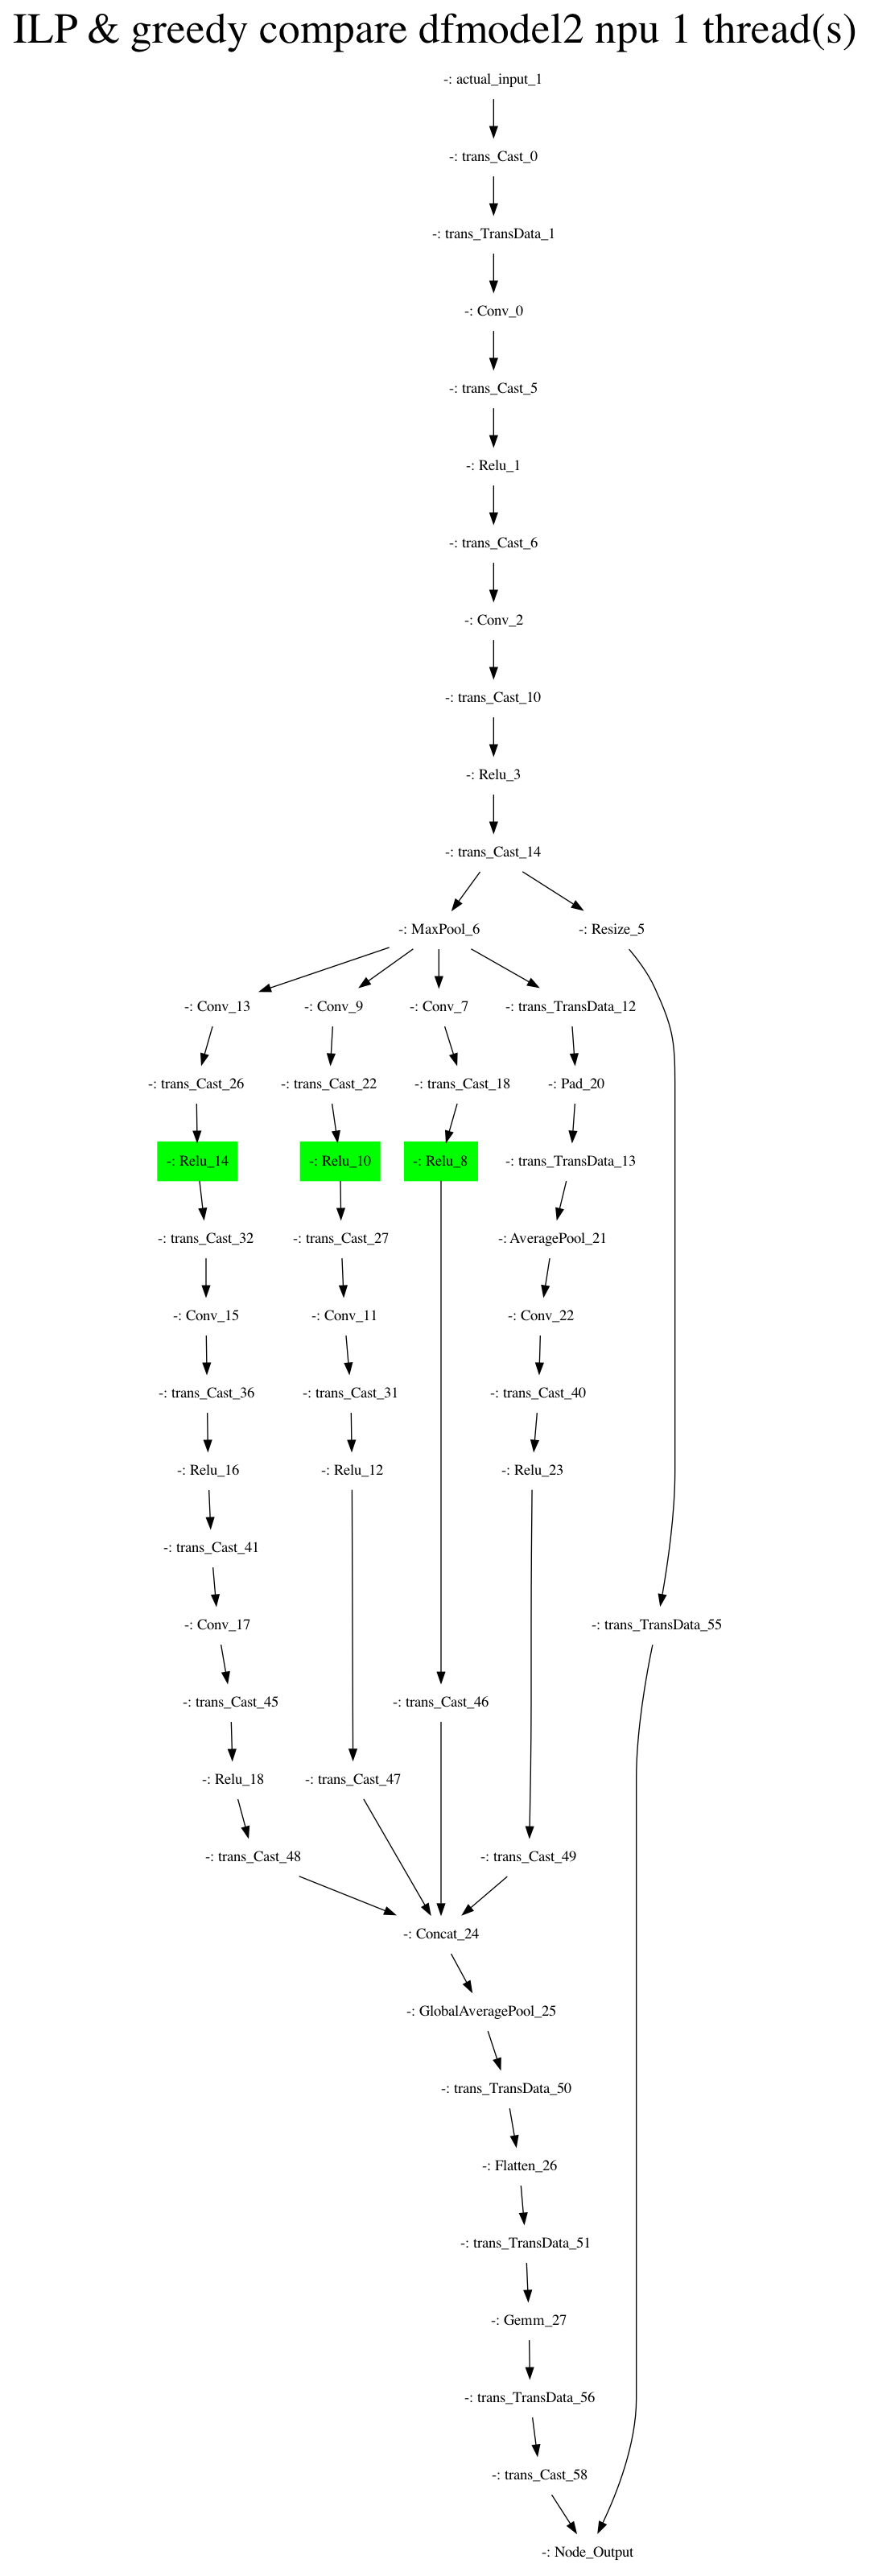 ILP & greedy compare dfmodel2 npu 1 thread(s)
-: actual_input_1
-: trans_Cast_0
-: trans_TransData_1
-: Conv_0
-: trans_Cast_5
-: Relu_1
-: trans_Cast_6
-: Conv_2
-: trans_Cast_10
-: Relu_3
-: trans_Cast_14
-: MaxPool_6
-: Resize_5
-: Conv_13
-: Conv_9
-: Conv_7
-: trans_TransData_12
-: trans_Cast_26
-: trans_Cast_22
-: trans_Cast_18
-: Pad_20
-: Relu_14
-: Relu_10
-: Relu_8
-: trans_TransData_13
-: trans_Cast_32
-: trans_Cast_27
-: AveragePool_21
-: Conv_15
-: Conv_11
-: Conv_22
-: trans_Cast_36
-: trans_Cast_31
-: trans_Cast_40
-: Relu_16
-: Relu_12
-: Relu_23
-: trans_Cast_41
-: Conv_17
-: trans_TransData_55
-: trans_Cast_45
-: trans_Cast_46
-: Relu_18
-: trans_Cast_47
-: trans_Cast_48
-: trans_Cast_49
-: Concat_24
-: GlobalAveragePool_25
-: trans_TransData_50
-: Flatten_26
-: trans_TransData_51
-: Gemm_27
-: trans_TransData_56
-: trans_Cast_58
-: Node_Output